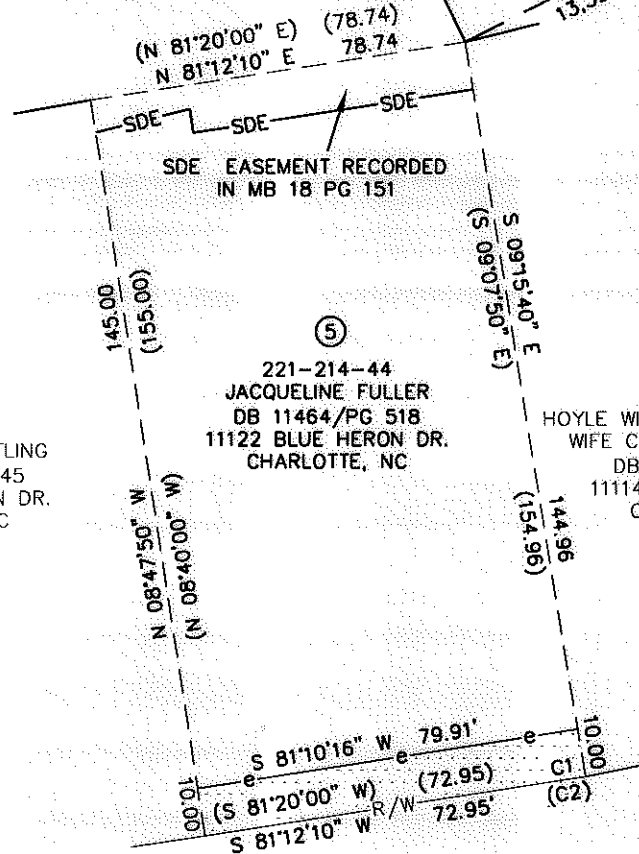 (N 81°20'00" E) (78.74)
N 81°12'10" E 78.74
SDE SDE SDE
SDE EASEMENT RECORDED
IN MB 18 PG 151
S 09°15'40" E
(S 09°07'50" E)
145.00
(155.00)
5
221-214-44
JACQUELINE FULLER
DB 11464/PG 518
11122 BLUE HERON DR.
CHARLOTTE, NC
TLING
45
N DR.
C
HOYLE WI
WIFE C
DB
11114
C
N 08°47'50" W
(N 08°40'00" W)
144.96
(154.96)
S 81°10'16" W 79.91'
e e e
10.00
10.00
(S 81°20'00" W) (72.95) C1
S 81°12'10" W R/W 72.95' (C2)